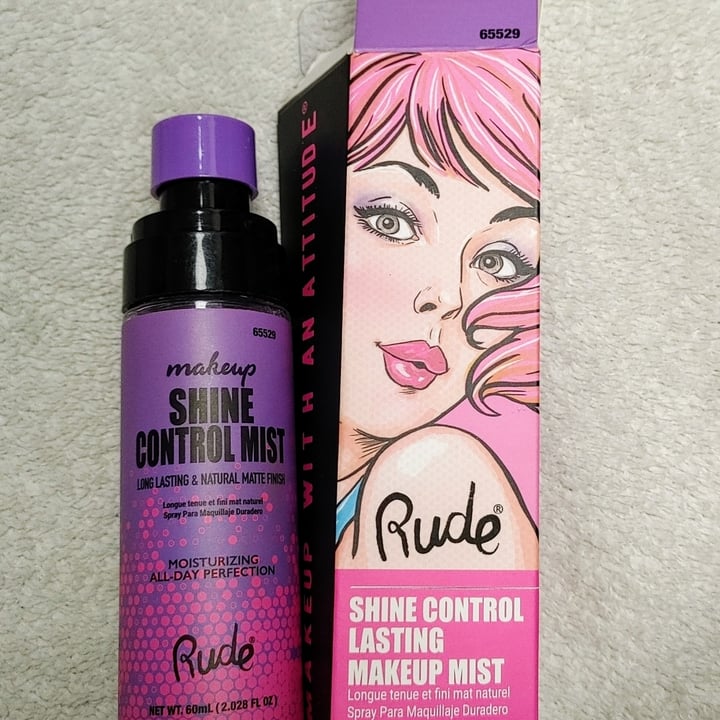 65529
makeup
SHINE
CONTROL MIST
LONG LASTING & NATURAL MATTE FINISH
Longue tenue et fini mat naturel
Spray Para Maquillaje Duradero
MOISTURIZING
ALL-DAY PERFECTION
Rude®
NET WT. 60mL (2.028 FL OZ)
MAKEUP WITH AN ATTITUDE®
65529
Rude®
SHINE CONTROL
LASTING
MAKEUP MIST
Longue tenue et fini mat naturel
Spray Para Maquillaje Duradero